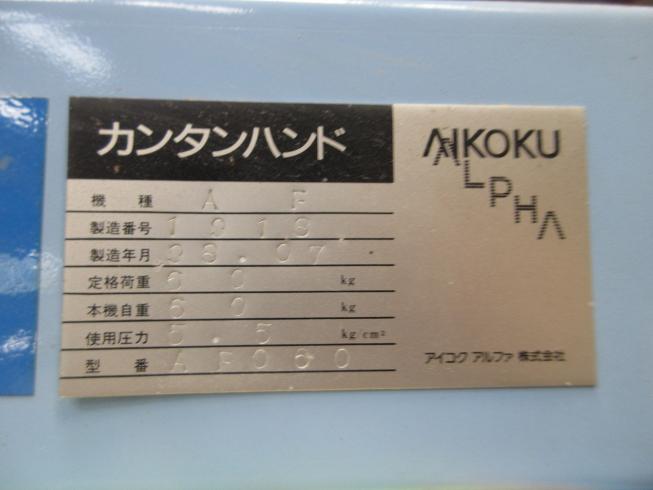 カンタンハンド
機種 A F
製造番号 1918
製造年月 98.07
定格荷重 60 kg
本機自重 60 kg
使用圧力 5.5 kg/cm²
型番 AF060
AIKOKU
ALPHA
アイコク アルファ 株式会社